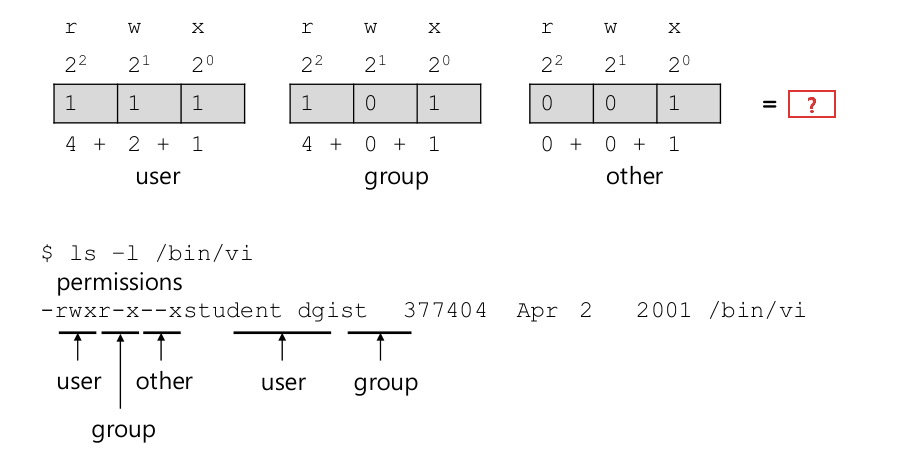 r w x r w x r w x
2² 2¹ 2⁰ 2² 2¹ 2⁰ 2² 2¹ 2⁰
1 1 1 1 0 1 0 0 1 = ?
4 + 2 + 1 4 + 0 + 1 0 + 0 + 1
user group other
$ ls –l /bin/vi
permissions
-rwxr-x--xstudent dgist 377404 Apr 2 2001 /bin/vi
user other user group
group